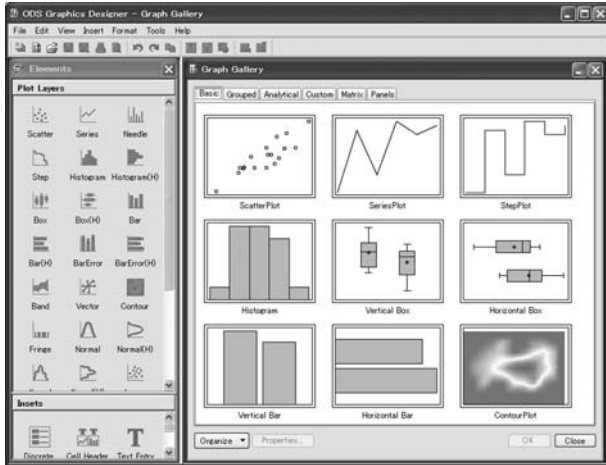 ODS Graphics Designer - Graph Gallery
File Edit View Insert Format Tools Help
Elements
Plot Layers
Scatter Series Needle
Step Histogram Histogram(H)
Box Box(H) Bar
Bar(H) BarError BarError(H)
Band Vector Contour
Fringe Normal Normal(H)
Insets
Discrete Cell Header Text Entry
Graph Gallery
Basic Grouped Analytical Custom Matrix Panels
ScatterPlot SeriesPlot StepPlot
Histogram Vertical Box Horizontal Box
Vertical Bar Horizontal Bar ContourPlot
Organize Properties... OK Close